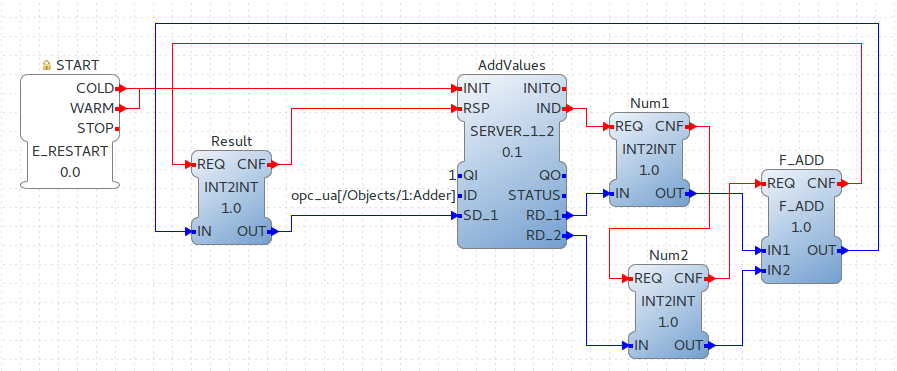 START
COLD
WARM
STOP
E_RESTART
0.0
Result
REQ CNF
INT2INT
1.0
IN OUT
AddValues
INIT INITO
RSP IND
SERVER_1_2
0.1
1 QI QO
opc_ua[/Objects/1:Adder] ID STATUS
SD_1 RD_1
RD_2
Num1
REQ CNF
INT2INT
1.0
IN OUT
Num2
REQ CNF
INT2INT
1.0
IN OUT
F_ADD
REQ CNF
F_ADD
1.0
IN1 OUT
IN2